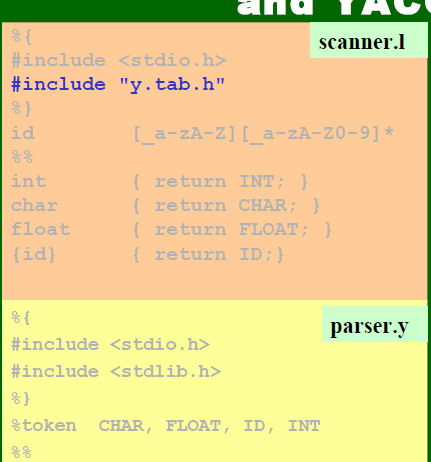 and YACC
scanner.l
%{
#include <stdio.h>
#include "y.tab.h"
%}
id [_a-zA-Z][_a-zA-Z0-9]*
%%
int { return INT; }
char { return CHAR; }
float { return FLOAT; }
{id} { return ID;}
parser.y
%{
#include <stdio.h>
#include <stdlib.h>
%}
%token CHAR, FLOAT, ID, INT
%%